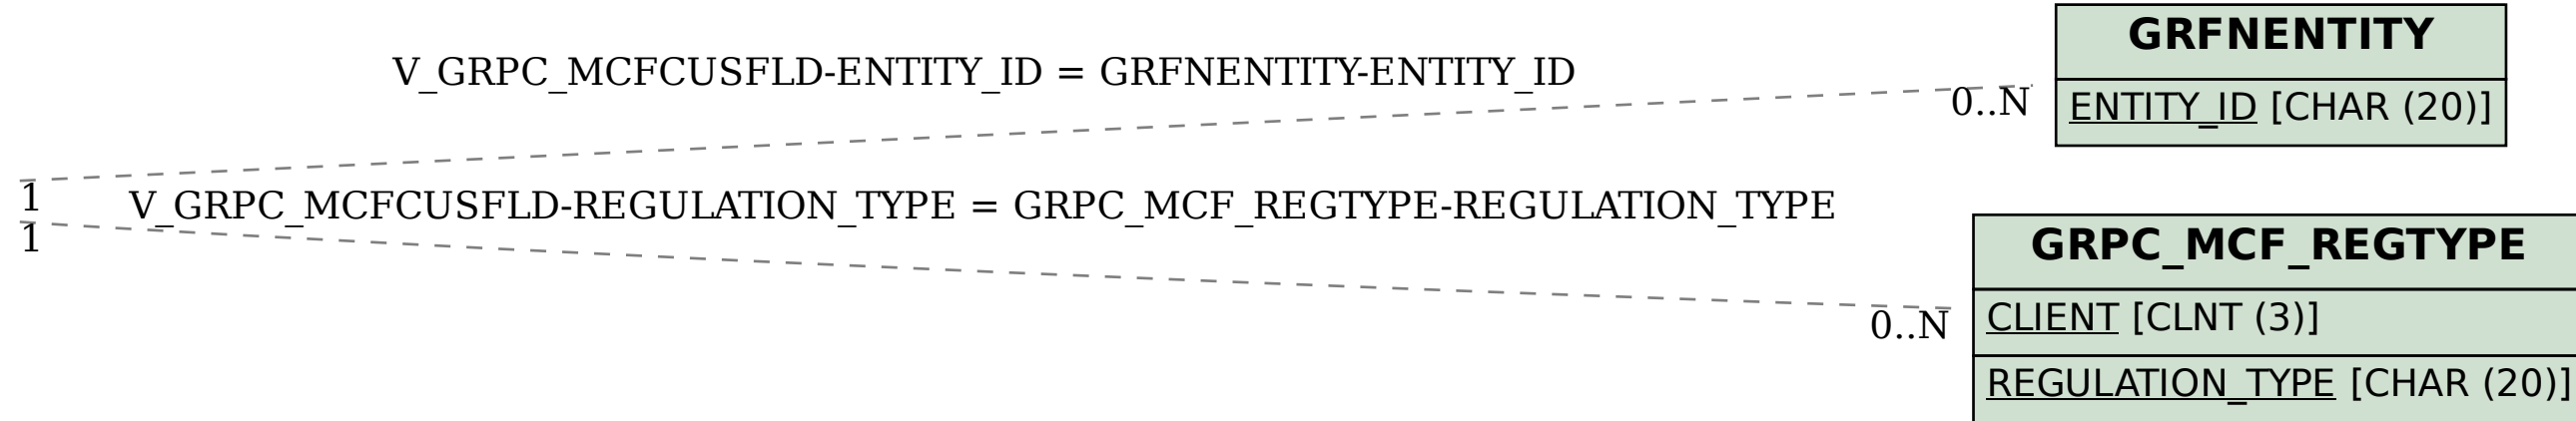 GRFNENTITY
V_GRPC_MCFCUSFLD-ENTITY_ID = GRFNENTITY-ENTITY_ID
0..N
ENTITY_ID [CHAR (20)]
1
V_GRPC_MCFCUSFLD-REGULATION_TYPE = GRPC_MCF_REGTYPE-REGULATION_TYPE
1
GRPC_MCF_REGTYPE
0..N
CLIENT [CLNT (3)]
REGULATION_TYPE [CHAR (20)]